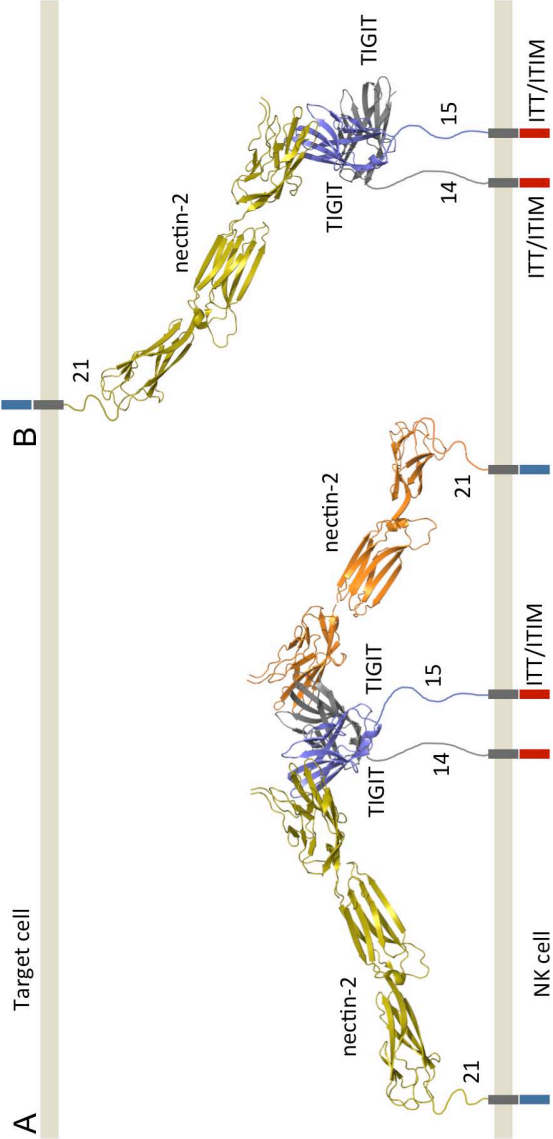 A
Target cell
nectin-2
21
TIGIT
TIGIT
14
15
nectin-2
21
NK cell
ITT/ITIM
B
21
nectin-2
TIGIT
TIGIT
14
15
ITT/ITIM
ITT/ITIM